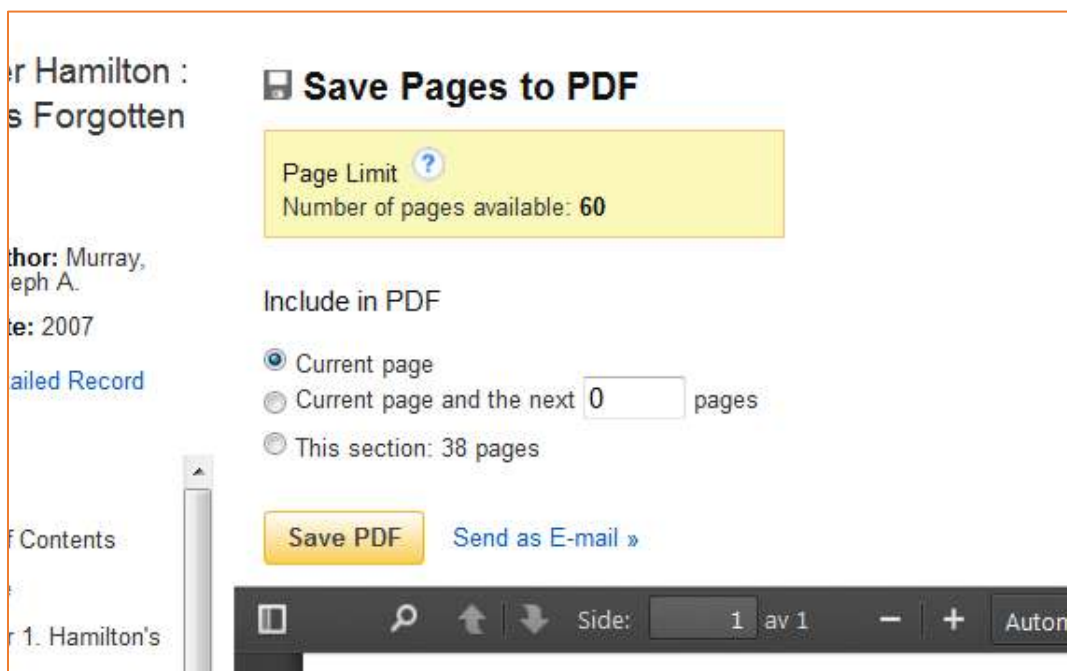 r Hamilton :
s Forgotten
thor: Murray,
eph A.
te: 2007
ailed Record
f Contents
r 1. Hamilton's
Save Pages to PDF
Page Limit ?
Number of pages available: 60
Include in PDF
Current page
Current page and the next 0 pages
This section: 38 pages
Save PDF Send as E-mail »
Side: 1 av 1 − + Autom